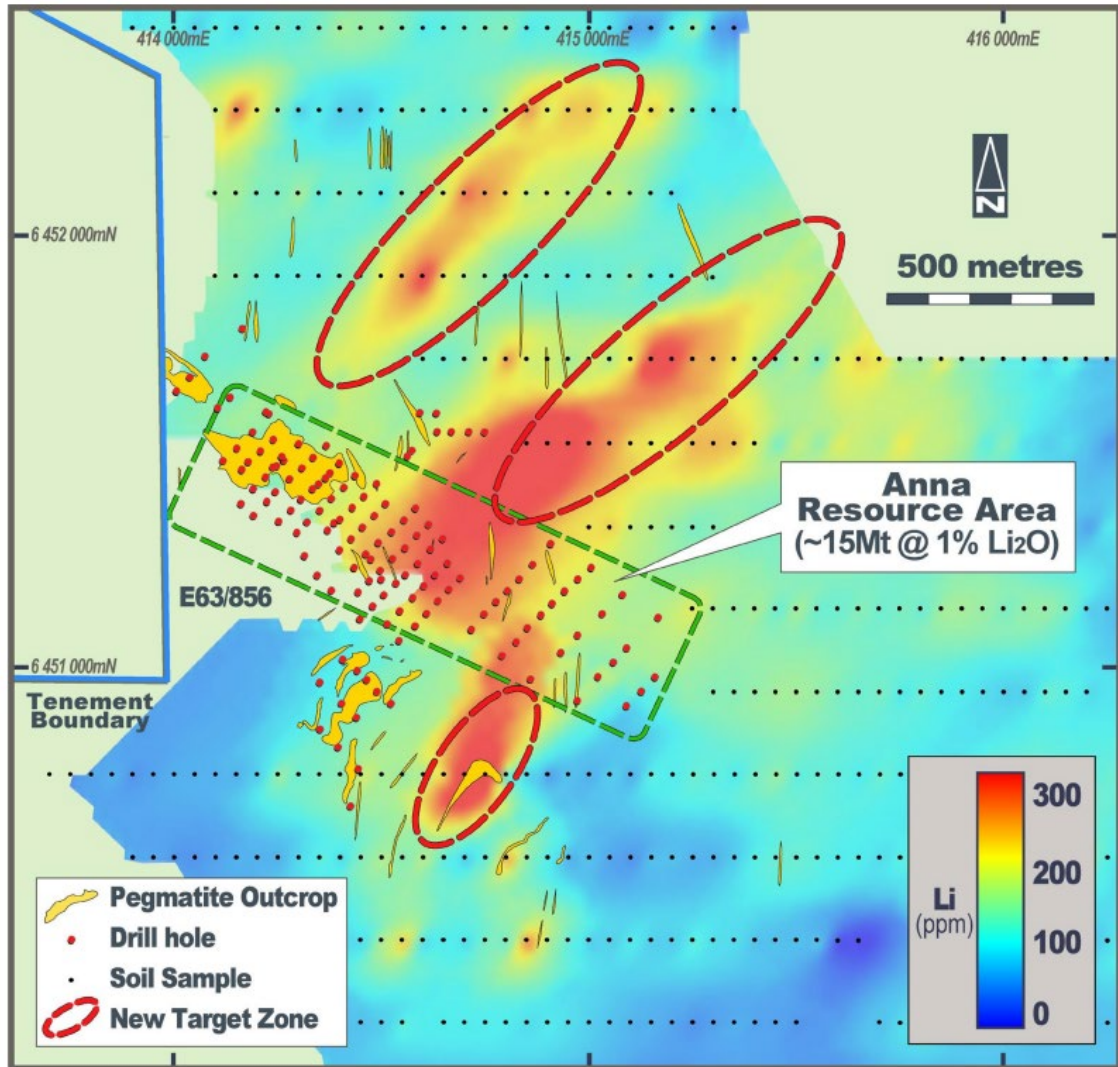 414 000mE
415 000mE
416 000mE
N
6 452 000mN
500 metres
Anna
Resource Area
(~15Mt @ 1% Li2O)
E63/856
6 451 000mN
Tenement
Boundary
Pegmatite Outcrop
Drill hole
Soil Sample
New Target Zone
Li
(ppm)
300
200
100
0